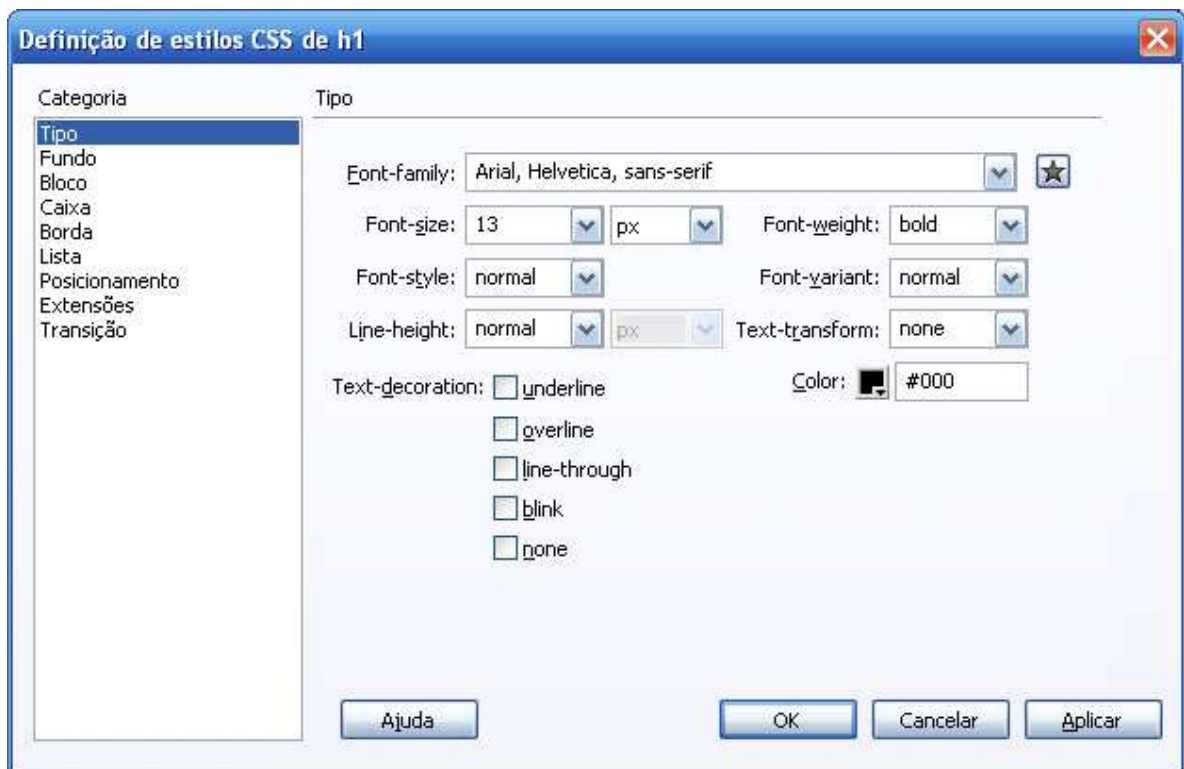 Definição de estilos CSS de h1
Categoria
Tipo
Fundo
Bloco
Caixa
Borda
Lista
Posicionamento
Extensões
Transição
Tipo
Font-family: Arial, Helvetica, sans-serif
Font-size: 13 px Font-weight: bold
Font-style: normal Font-variant: normal
Line-height: normal px Text-transform: none
Text-decoration: underline Color: #000
overline
line-through
blink
none
Ajuda OK Cancelar Aplicar